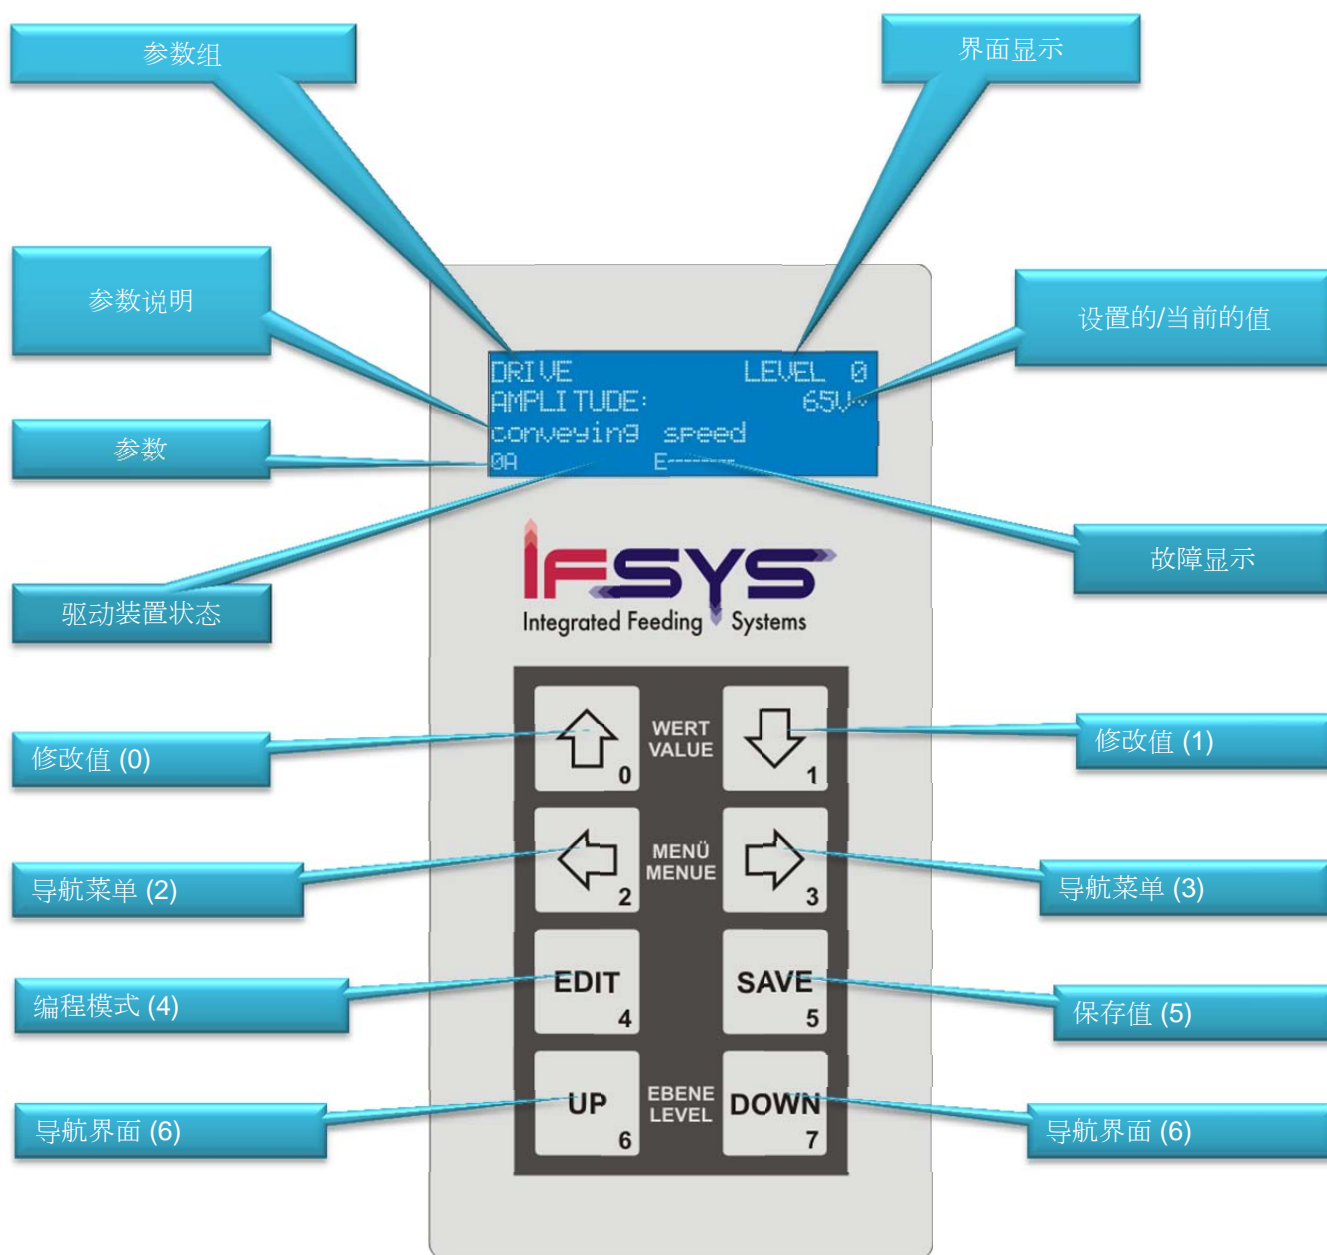 参数组
界面显示
参数说明
设置的/当前的值
DRIVE LEVEL 0
AMPLITUDE: 65V~
conveying speed
0A E-------
参数
故障显示
驱动装置状态
IFSYS
Integrated Feeding Systems
修改值 (0)
0
WERT
VALUE
1
修改值 (1)
导航菜单 (2)
2
MENÜ
MENUE
3
导航菜单 (3)
编程模式 (4)
EDIT
4
SAVE
5
保存值 (5)
导航界面 (6)
UP
6
EBENE
LEVEL
DOWN
7
导航界面 (6)